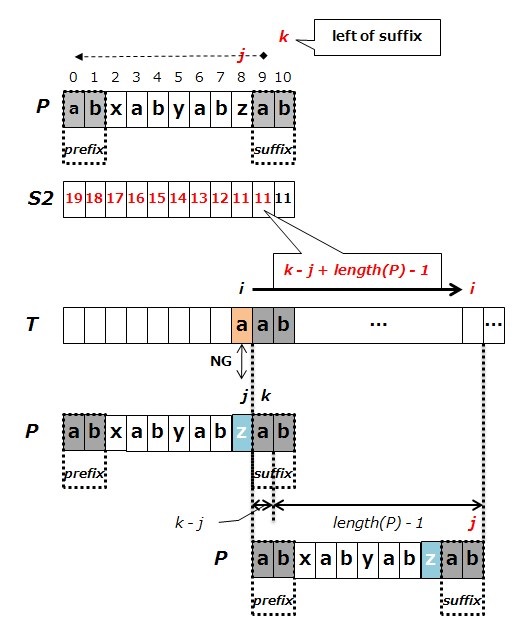 k left of suffix
j
0 1 2 3 4 5 6 7 8 9 10
P a b x a b y a b z a b
prefix suffix
S2 19 18 17 16 15 14 13 12 11 11 11
k - j + length(P) - 1
i i
T a a b ... ...
NG
j k
P a b x a b y a b z a b
prefix suffix
k - j length(P) - 1 j
P a b x a b y a b z a b
prefix suffix